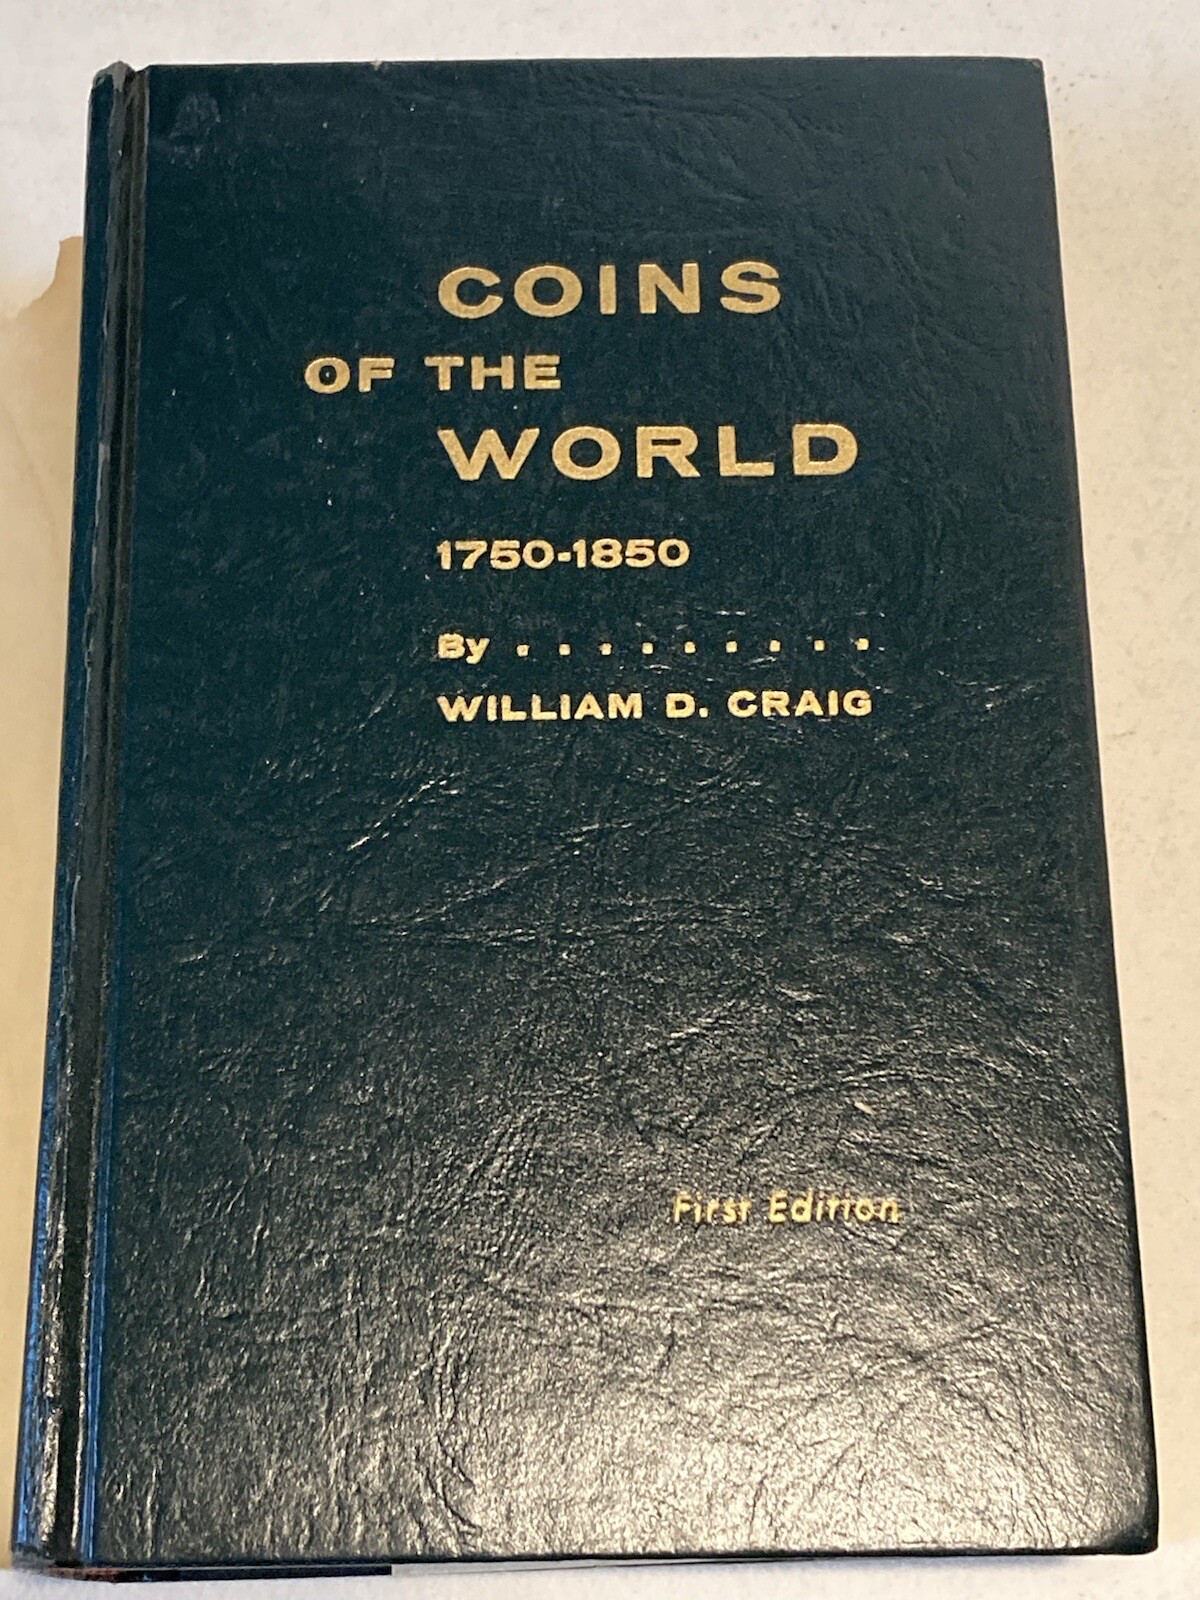 COINS
OF THE
WORLD
1750-1850
By . . . . . . . . .
WILLIAM D. CRAIG
First Edition